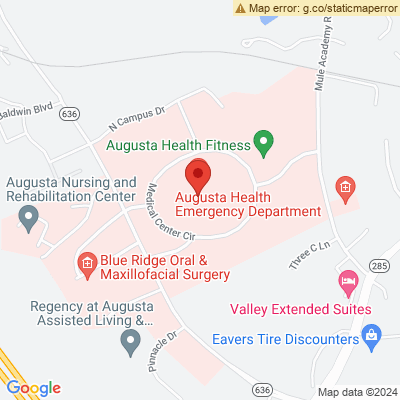 Map error: g.co/staticmaperror
Mule Academy R
Baldwin Blvd
636
N Campus Dr
Augusta Health Fitness
Augusta Nursing and
Rehabilitation Center
Medical Center Cir
Augusta Health
Emergency Department
Three C Ln
Blue Ridge Oral &
Maxillofacial Surgery
285
Regency at Augusta
Assisted Living &...
Valley Extended Suites
Pinnacle Dr
Eavers Tire Discounters
Google
636
Map data ©2024